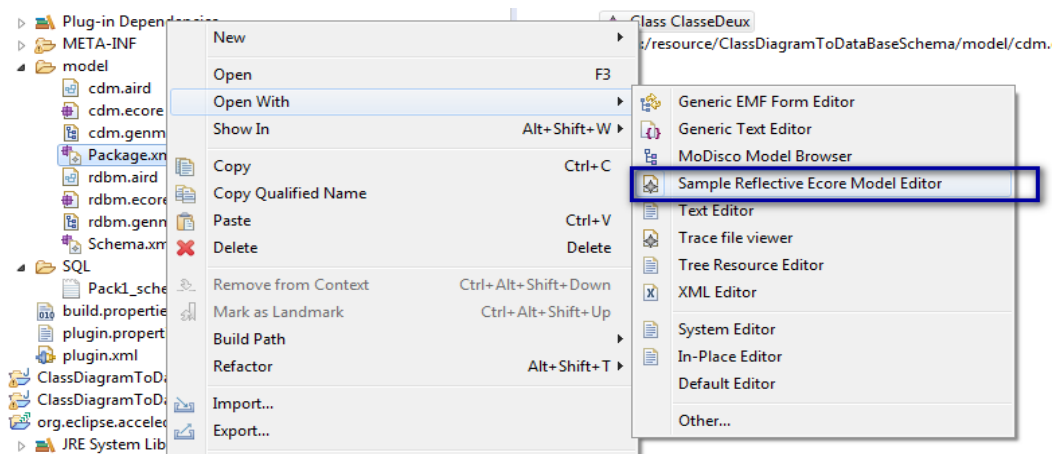 Plug-in Dependencies
META-INF
model
cdm.aird
cdm.ecore
cdm.genm
Package.xm
rdbm.aird
rdbm.ecore
rdbm.genn
Schema.xm
SQL
Pack1_sche
build.propertie
plugin.propert
plugin.xml
ClassDiagramToDa
ClassDiagramToDa
org.eclipse.acceled
JRE System Lib
New
Open F3
Open With
Show In Alt+Shift+W
Copy Ctrl+C
Copy Qualified Name
Paste Ctrl+V
Delete Delete
Remove from Context Ctrl+Alt+Shift+Down
Mark as Landmark Ctrl+Alt+Shift+Up
Build Path
Refactor Alt+Shift+T
Import...
Export...
Class ClasseDeux
:/resource/ClassDiagramToDataBaseSchema/model/cdm.
Generic EMF Form Editor
Generic Text Editor
MoDisco Model Browser
Sample Reflective Ecore Model Editor
Text Editor
Trace file viewer
Tree Resource Editor
XML Editor
System Editor
In-Place Editor
Default Editor
Other...